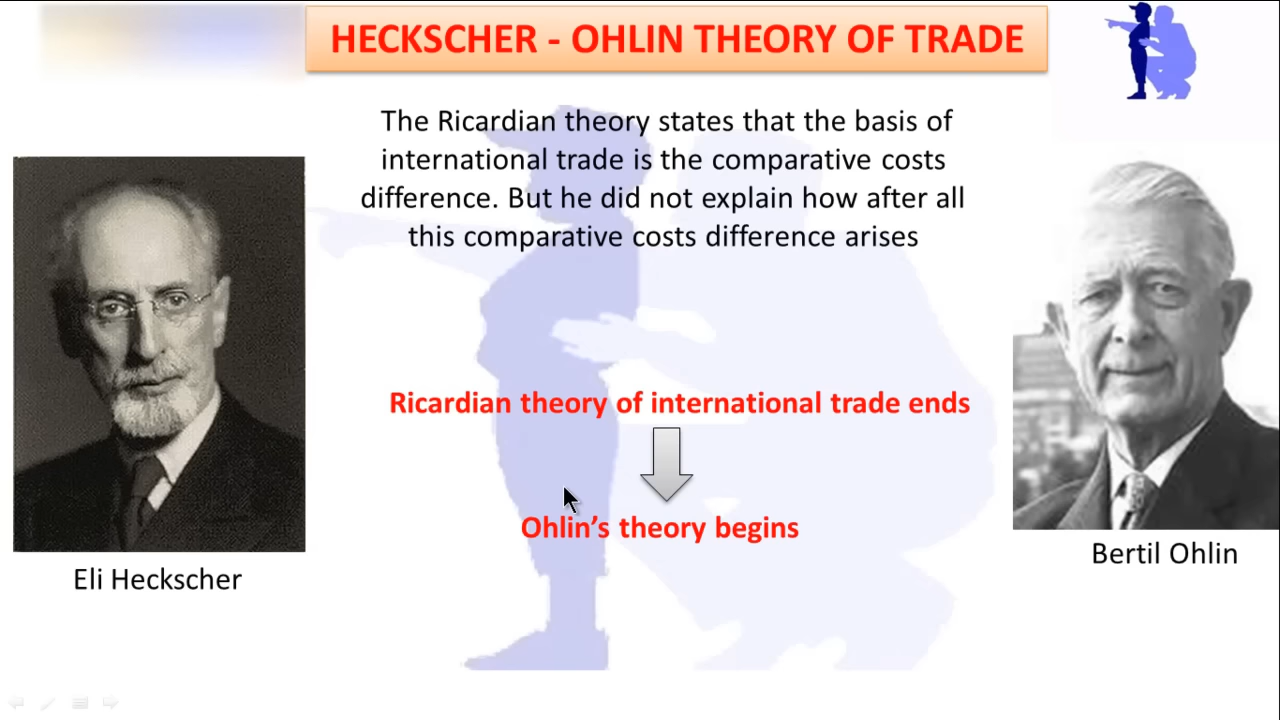 HECKSCHER - OHLIN THEORY OF TRADE
The Ricardian theory states that the basis of
international trade is the comparative costs
difference. But he did not explain how after all
this comparative costs difference arises
Ricardian theory of international trade ends
Ohlin’s theory begins
Eli Heckscher
Bertil Ohlin